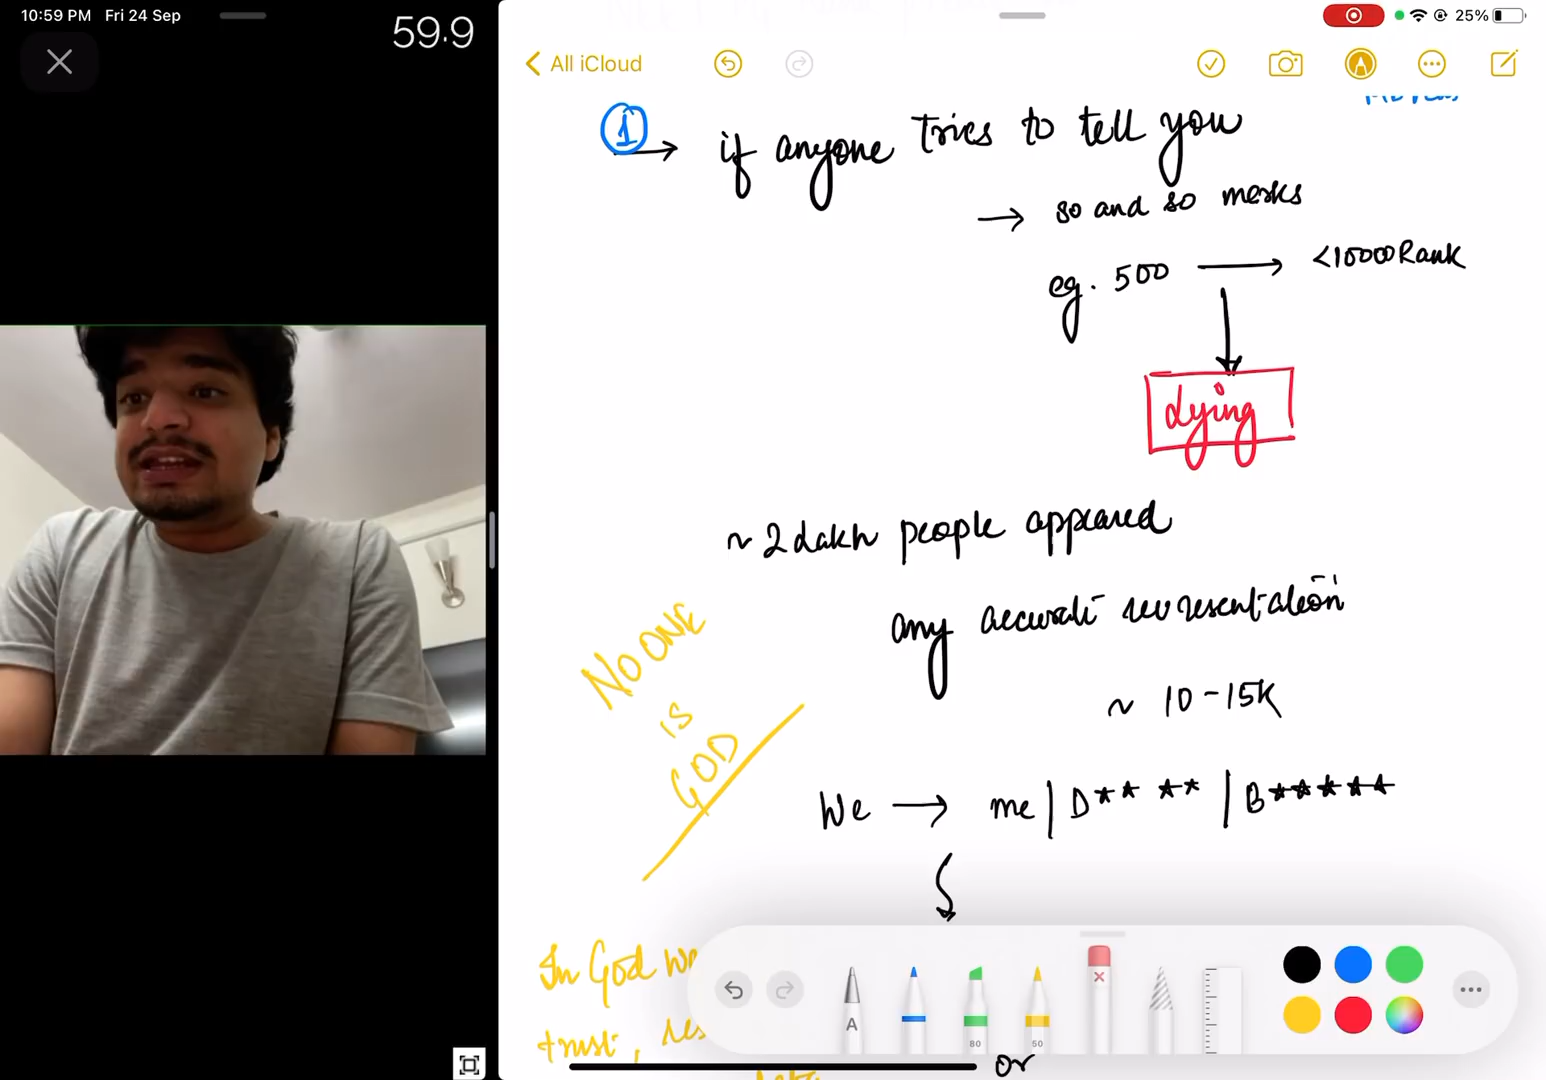 10:59 PM Fri 24 Sep
59.9
25%
All iCloud
1 → if anyone tries to tell you
→ so and so marks
eg. 500 → <10000 Rank
Lying
~ 2 Lakh people appeared
any accurate representation
~ 10-15K
NO ONE
IS
GOD
We → me | D** ** | B*****
In God we
trust,
A
80
50
or